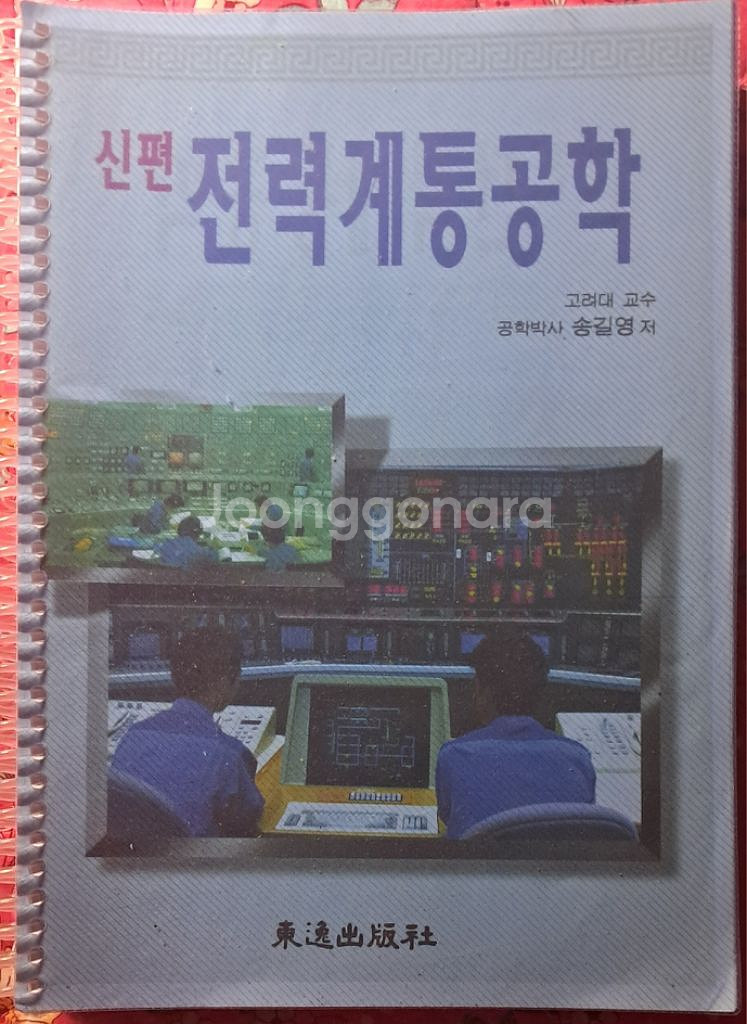 신편 전력계통공학
고려대 교수
공학박사 송길영 저
Joonggonara
東逸出版社